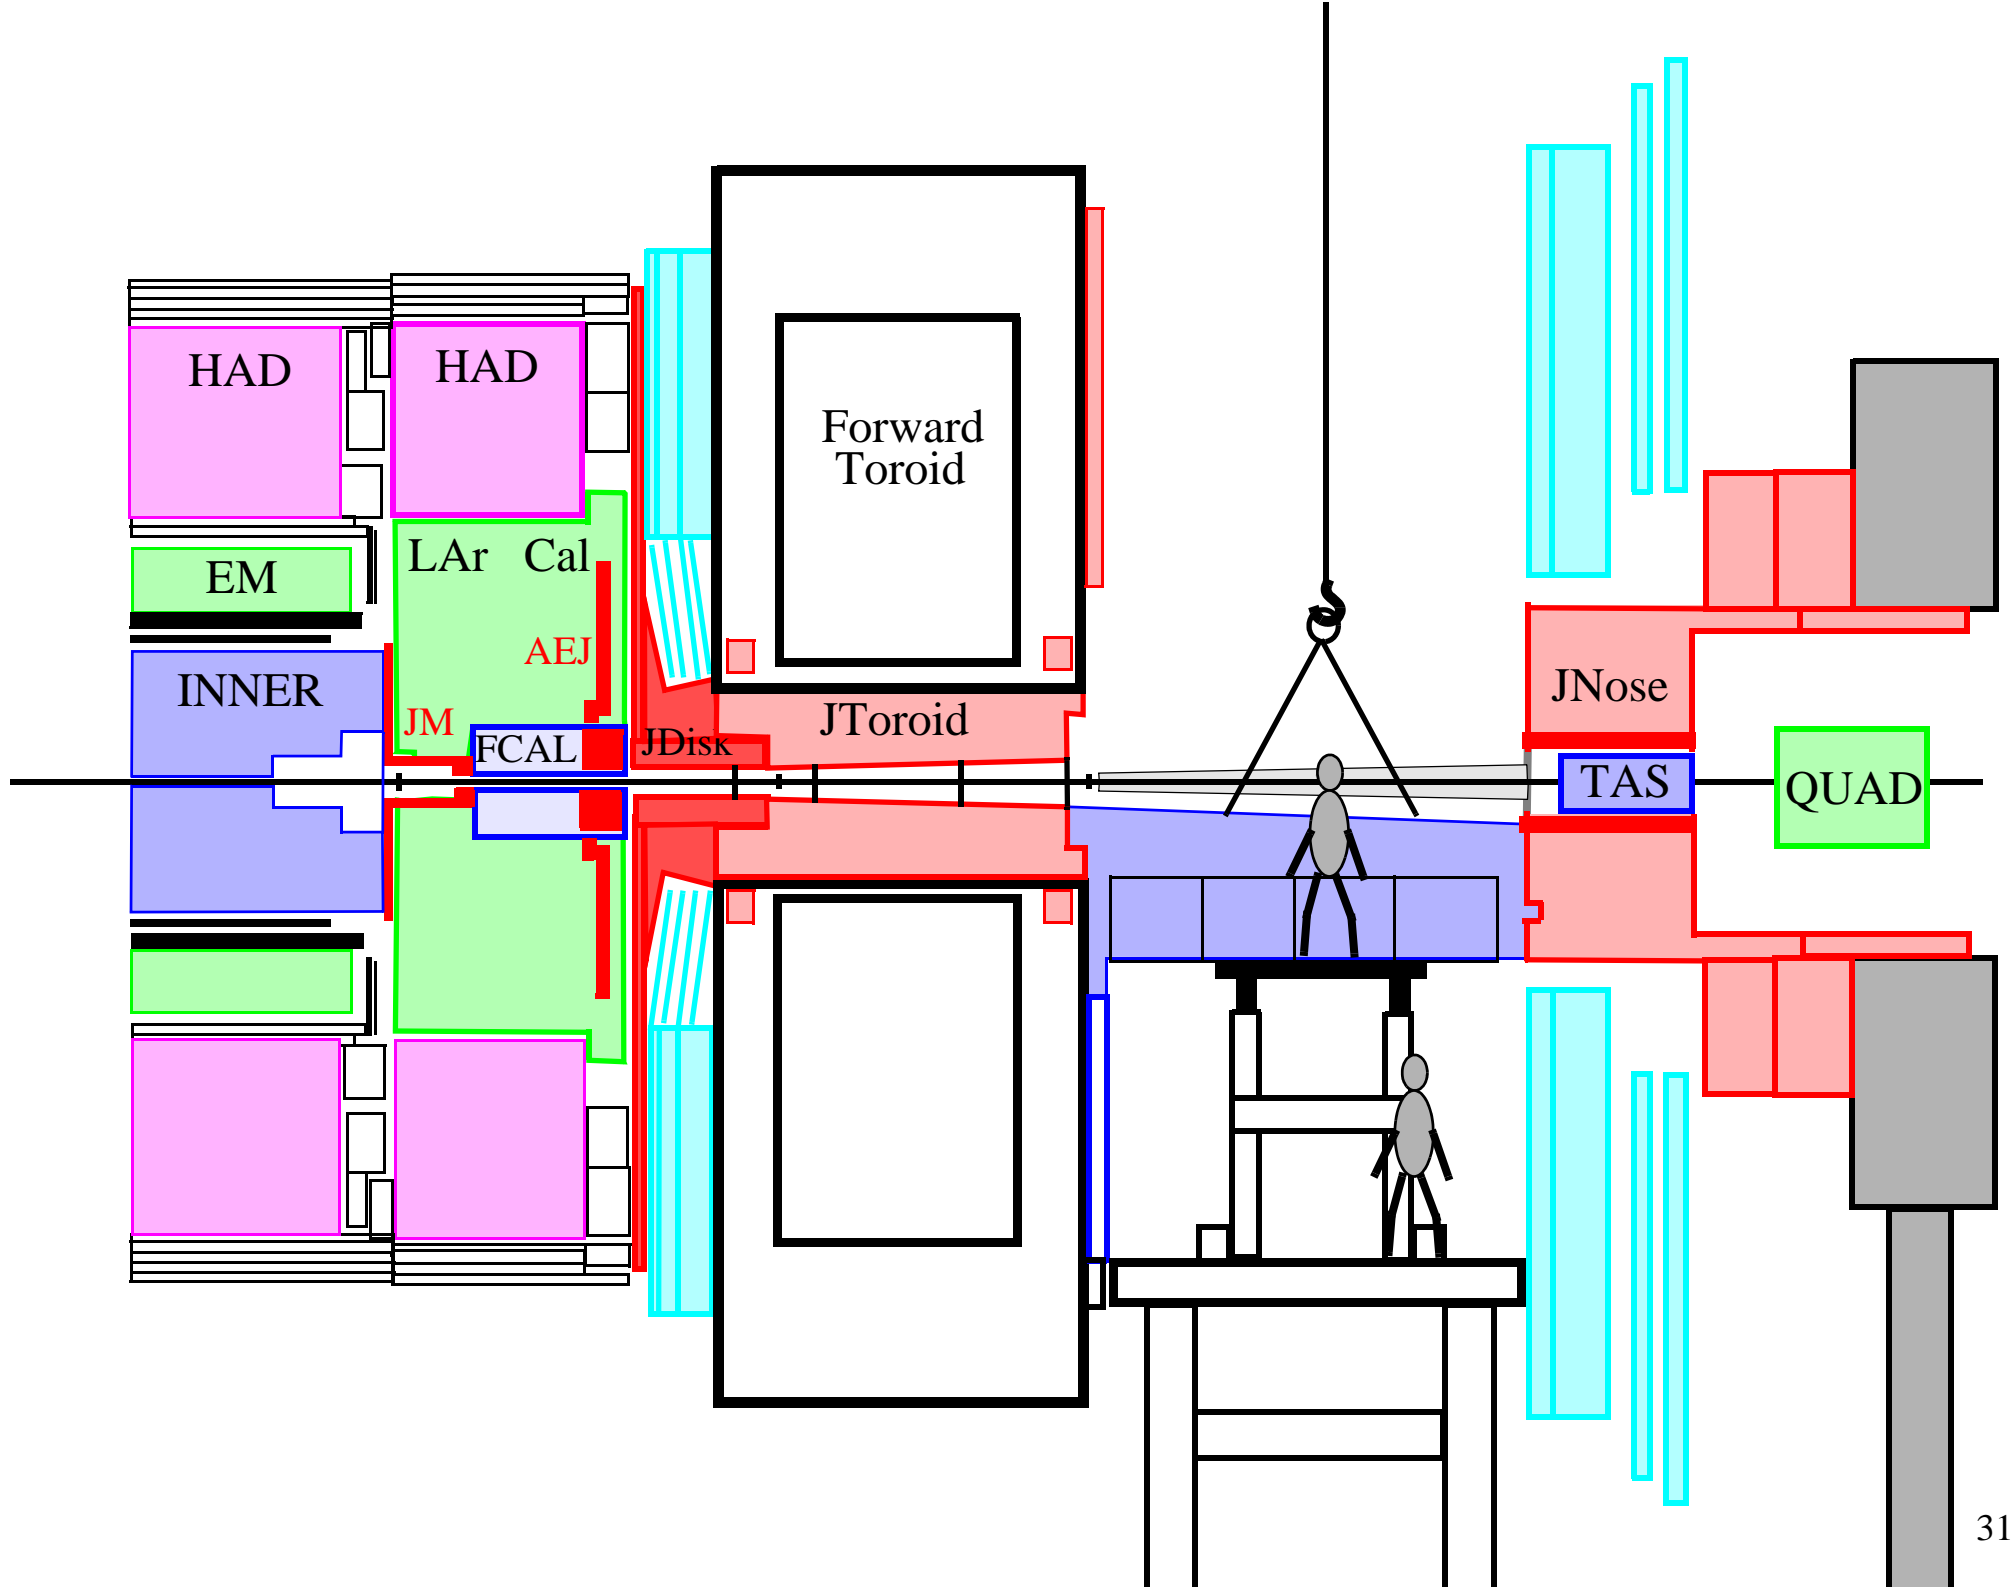 HAD
HAD
Forward
Toroid
LAr Cal
EM
AEJ
INNER
JM
JNose
JToroid
FCAL
JDisk
TAS
QUAD
31